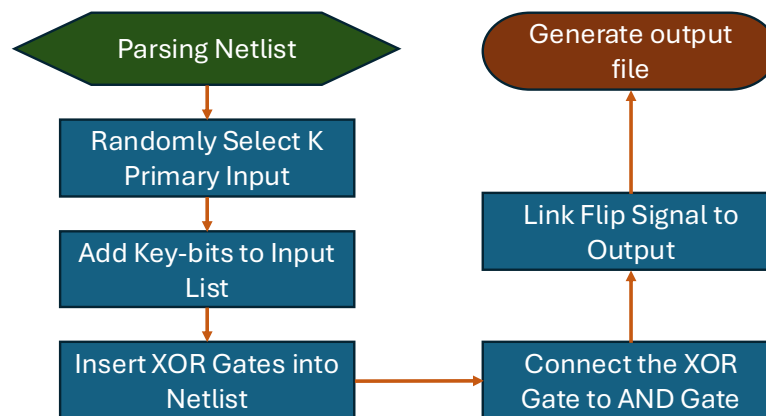 Parsing Netlist
Randomly Select K
Primary Input
Add Key-bits to Input
List
Insert XOR Gates into
Netlist
Connect the XOR
Gate to AND Gate
Link Flip Signal to
Output
Generate output
file